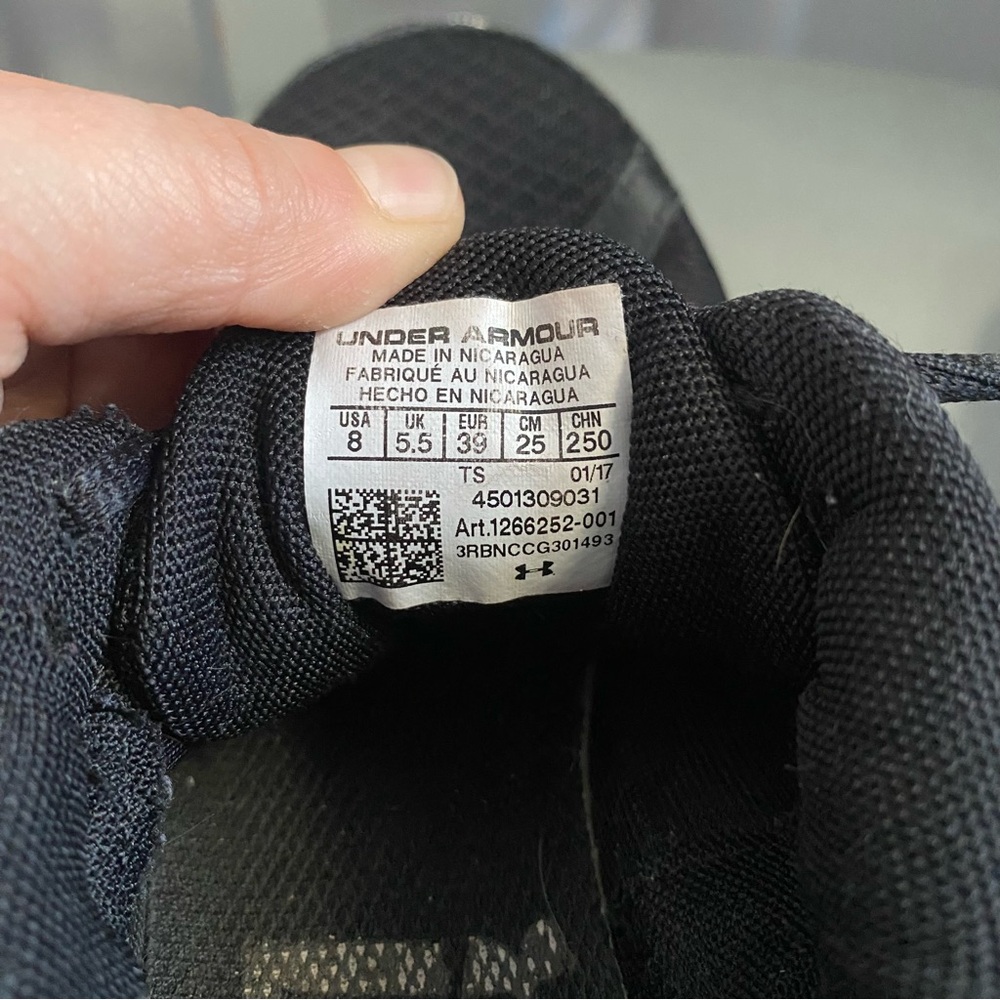 UNDER ARMOUR
MADE IN NICARAGUA
FABRIQUÉ AU NICARAGUA
HECHO EN NICARAGUA
USA UK EUR CM CHN
8 5.5 39 25 250
TS 01/17
4501309031
Art.1266252-001
3RBNCCG301493